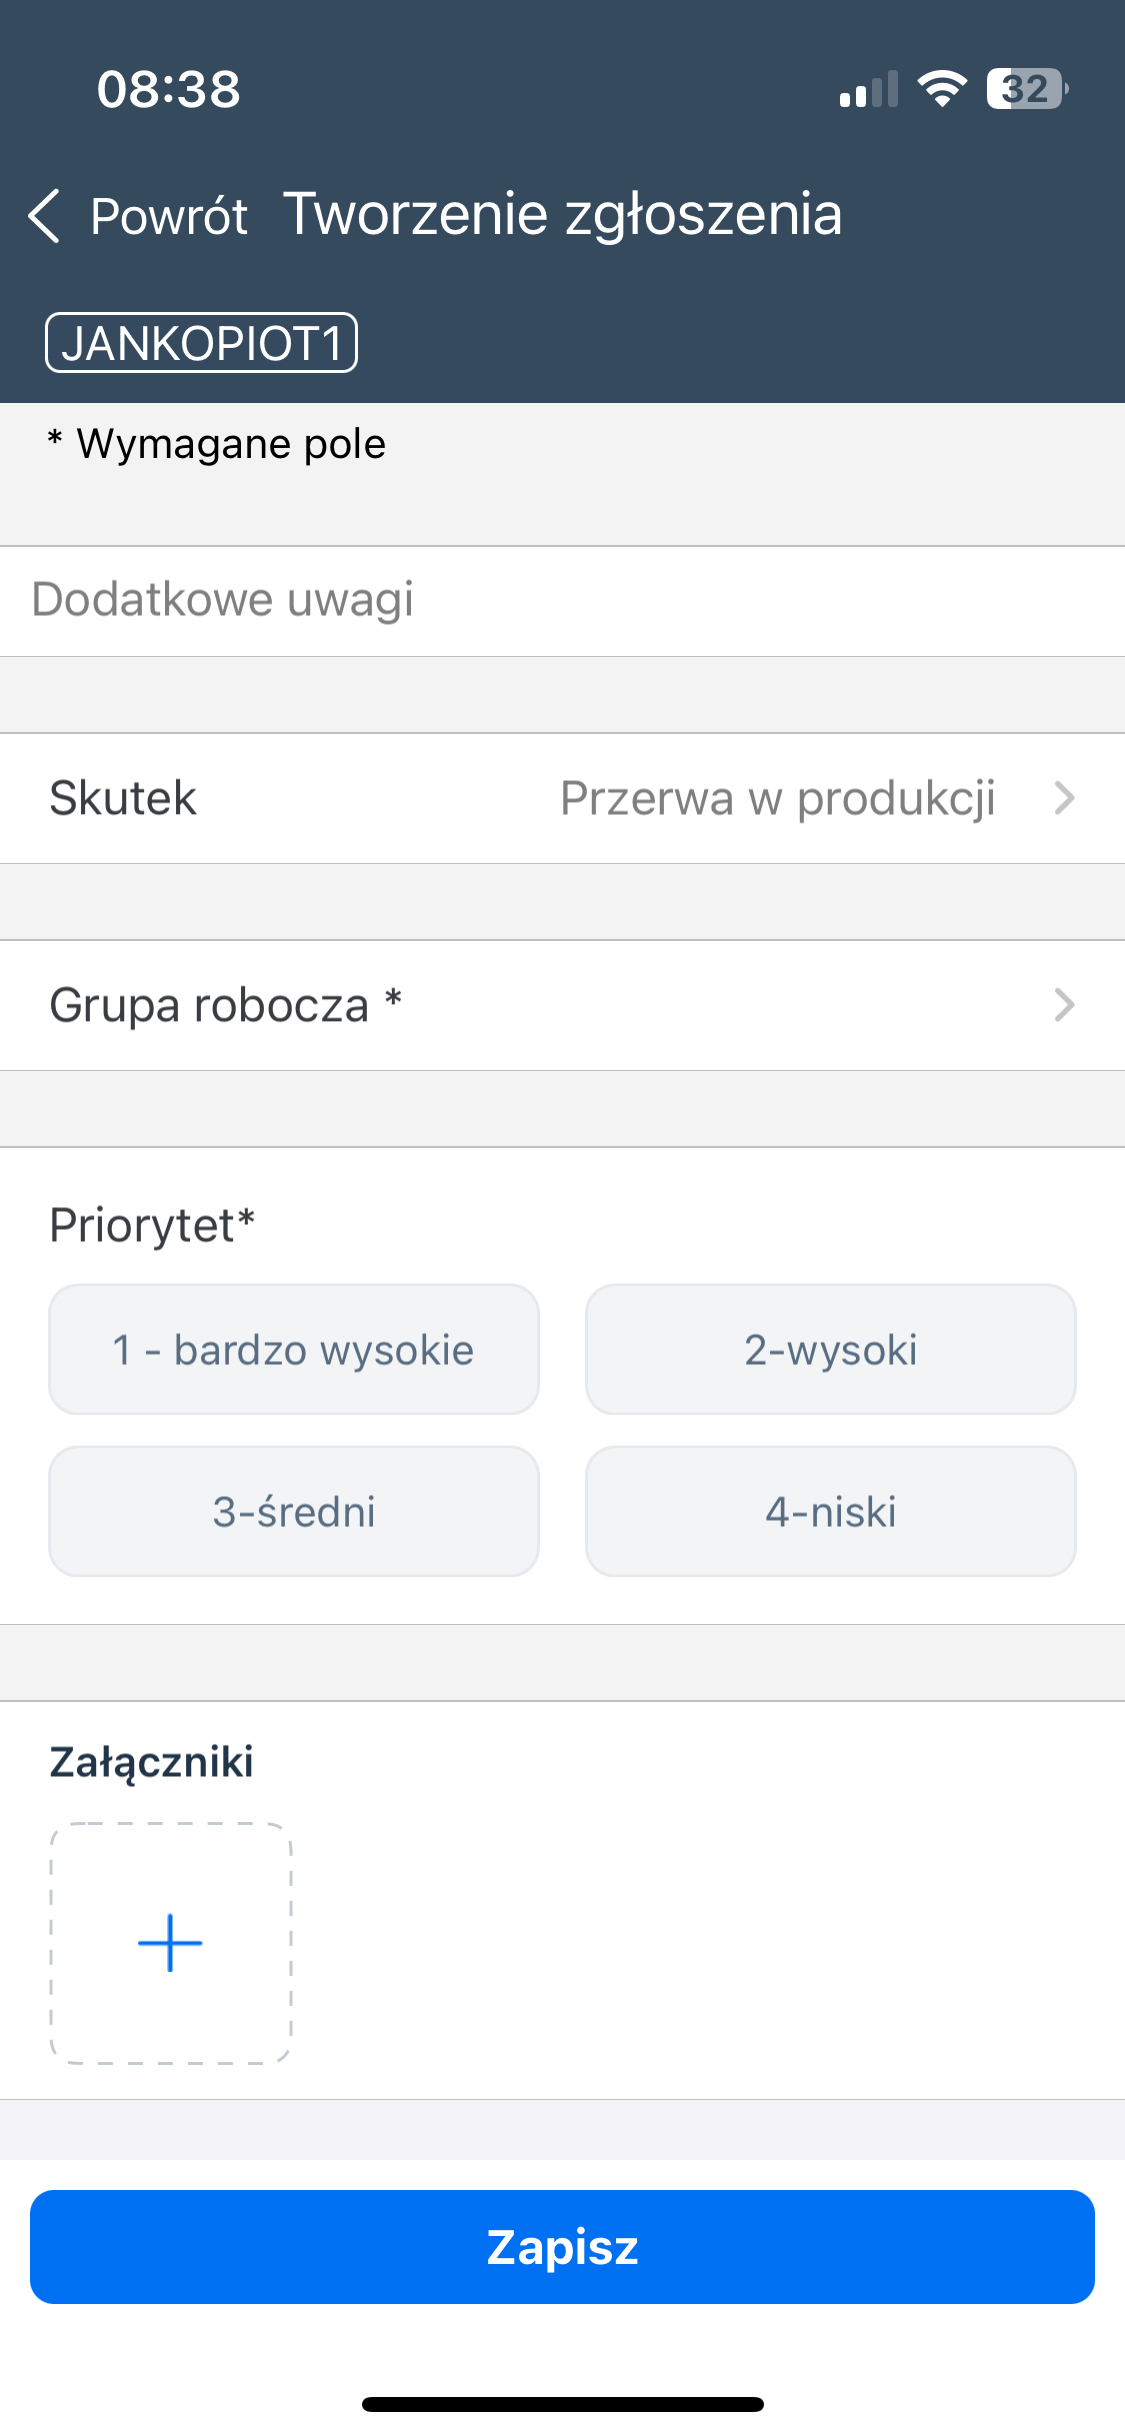 08:38
32
Powrót Tworzenie zgłoszenia
JANKOPIOT1
* Wymagane pole
Dodatkowe uwagi
Skutek Przerwa w produkcji
Grupa robocza *
Priorytet*
1 - bardzo wysokie 2-wysoki
3-średni 4-niski
Załączniki
Zapisz